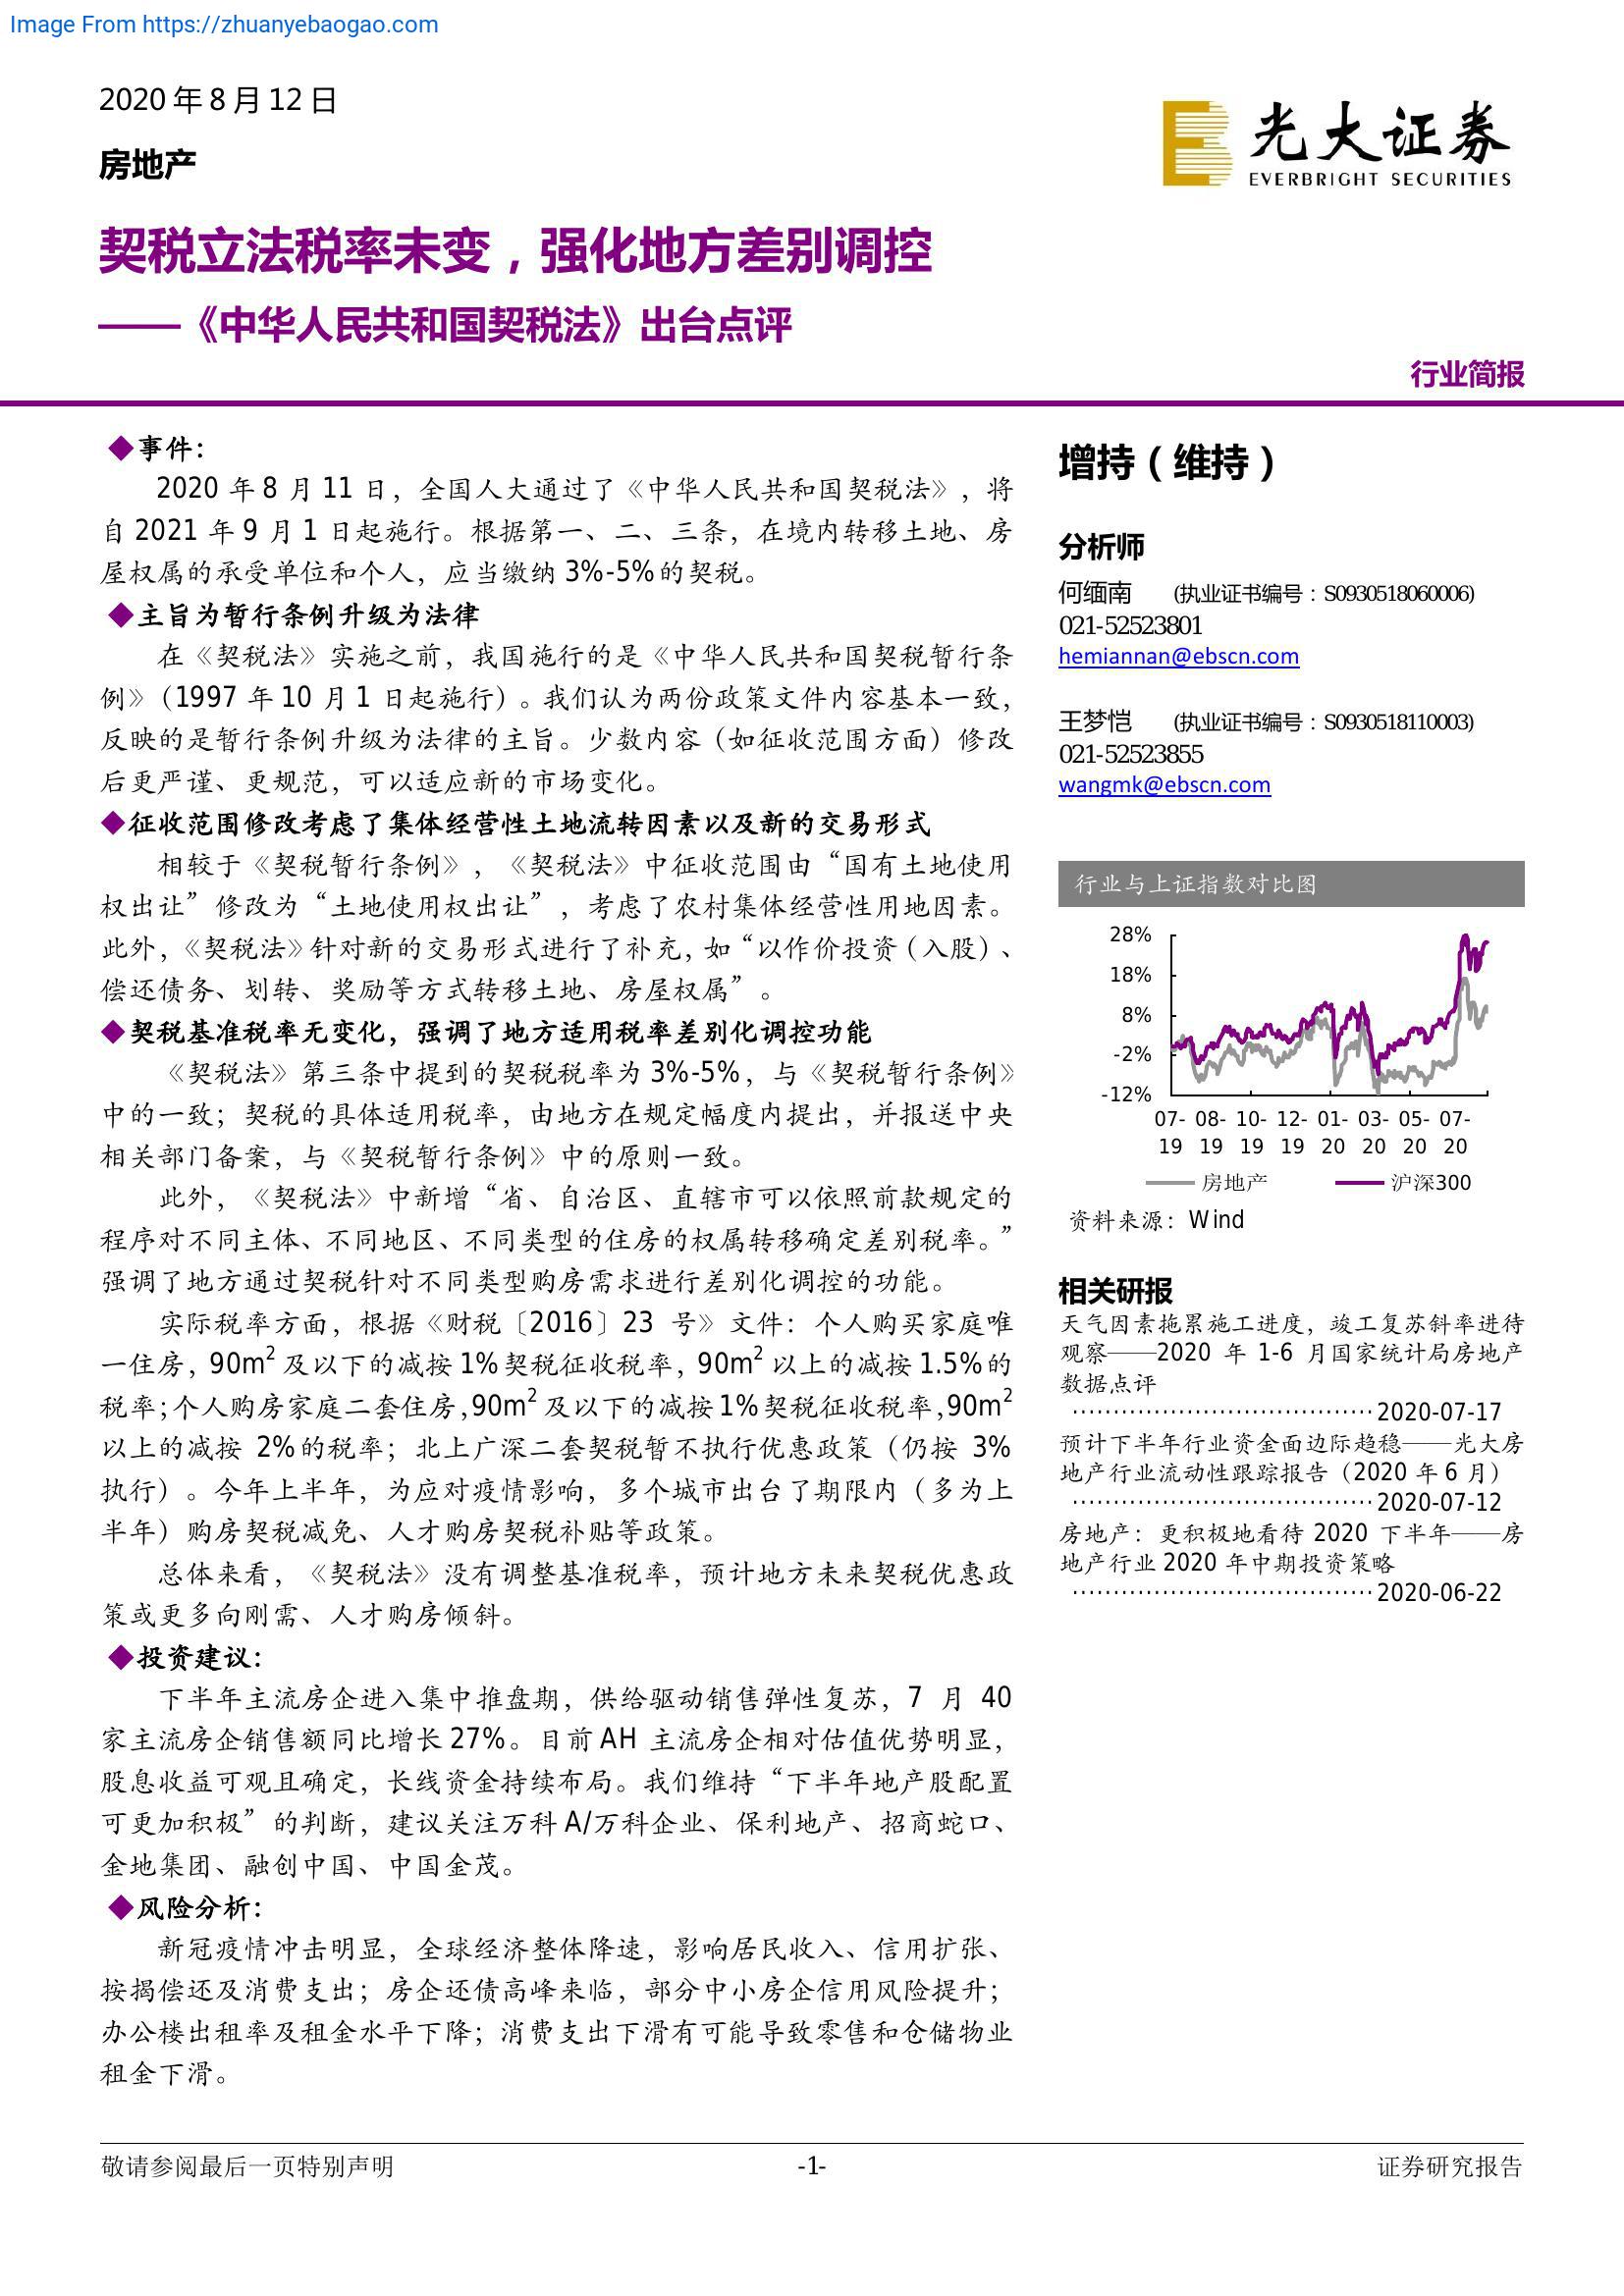 Image From https://zhuanyebaogao.com
2020 年 8 月 12 日
房地产
光大证券
EVERBRIGHT SECURITIES
契税立法税率未变，强化地方差别调控
——《中华人民共和国契税法》出台点评
行业简报
◆事件：
2020 年 8 月 11 日，全国人大通过了《中华人民共和国契税法》，将
自 2021 年 9 月 1 日起施行。根据第一、二、三条，在境内转移土地、房
屋权属的承受单位和个人，应当缴纳 3%-5%的契税。
◆主旨为暂行条例升级为法律
在《契税法》实施之前，我国施行的是《中华人民共和国契税暂行条
例》（1997 年 10 月 1 日起施行）。我们认为两份政策文件内容基本一致，
反映的是暂行条例升级为法律的主旨。少数内容（如征收范围方面）修改
后更严谨、更规范，可以适应新的市场变化。
◆征收范围修改考虑了集体经营性土地流转因素以及新的交易形式
相较于《契税暂行条例》，《契税法》中征收范围由“国有土地使用
权出让”修改为“土地使用权出让”，考虑了农村集体经营性用地因素。
此外，《契税法》针对新的交易形式进行了补充，如“以作价投资（入股）、
偿还债务、划转、奖励等方式转移土地、房屋权属”。
◆契税基准税率无变化，强调了地方适用税率差别化调控功能
《契税法》第三条中提到的契税税率为 3%-5%，与《契税暂行条例》
中的一致；契税的具体适用税率，由地方在规定幅度内提出，并报送中央
相关部门备案，与《契税暂行条例》中的原则一致。
此外，《契税法》中新增“省、自治区、直辖市可以依照前款规定的
程序对不同主体、不同地区、不同类型的住房的权属转移确定差别税率。”
强调了地方通过契税针对不同类型购房需求进行差别化调控的功能。
实际税率方面，根据《财税〔2016〕23 号》文件：个人购买家庭唯
一住房，90m² 及以下的减按 1%契税征收税率，90m² 以上的减按 1.5%的
税率；个人购房家庭二套住房，90m² 及以下的减按 1%契税征收税率，90m²
以上的减按 2%的税率；北上广深二套契税暂不执行优惠政策（仍按 3%
执行）。今年上半年，为应对疫情影响，多个城市出台了期限内（多为上
半年）购房契税减免、人才购房契税补贴等政策。
总体来看，《契税法》没有调整基准税率，预计地方未来契税优惠政
策或更多向刚需、人才购房倾斜。
◆投资建议：
下半年主流房企进入集中推盘期，供给驱动销售弹性复苏，7 月 40
家主流房企销售额同比增长 27%。目前 AH 主流房企相对估值优势明显，
股息收益可观且确定，长线资金持续布局。我们维持“下半年地产股配置
可更加积极”的判断，建议关注万科 A/万科企业、保利地产、招商蛇口、
金地集团、融创中国、中国金茂。
◆风险分析：
新冠疫情冲击明显，全球经济整体降速，影响居民收入、信用扩张、
按揭偿还及消费支出；房企还债高峰来临，部分中小房企信用风险提升；
办公楼出租率及租金水平下降；消费支出下滑有可能导致零售和仓储物业
租金下滑。
增持（维持）
分析师
何缅南 (执业证书编号：S0930518060006)
021-52523801
hemiannan@ebscn.com
王梦恺 (执业证书编号：S0930518110003)
021-52523855
wangmk@ebscn.com
行业与上证指数对比图
28%
18%
8%
-2%
-12%
07- 08- 10- 12- 01- 03- 05- 07-
19 19 19 19 20 20 20 20
房地产 沪深300
资料来源：Wind
相关研报
天气因素拖累施工进度，竣工复苏斜率进待
观察——2020 年 1-6 月国家统计局房地产
数据点评
····································· 2020-07-17
预计下半年行业资金面边际趋稳——光大房
地产行业流动性跟踪报告（2020 年 6 月）
····································· 2020-07-12
房地产：更积极地看待 2020 下半年——房
地产行业 2020 年中期投资策略
····································· 2020-06-22
敬请参阅最后一页特别声明 -1- 证券研究报告